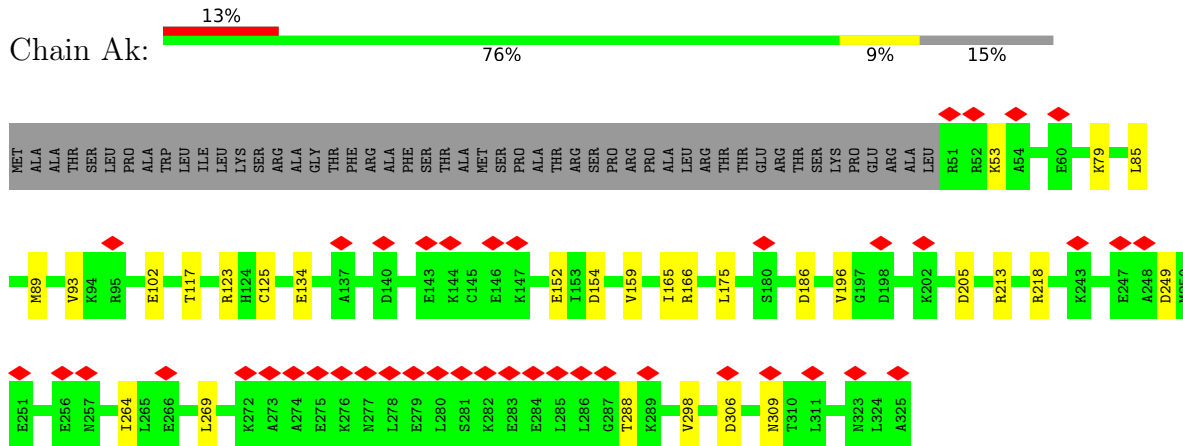 13%
Chain Ak:
76% 9% 15%
MET ALA ALA THR SER LEU PRO ALA TRP LEU ILE LEU LYS SER ARG ALA GLY THR PHE ARG ALA PHE SER THR ALA MET SER PRO ALA THR ARG SER PRO ARG PRO ALA LEU ARG THR THR GLU ARG THR SER LYS PRO GLU ARG ALA LEU R51 R52 K53 A54 E60 K79 L85
M89 V93 K94 R95 E102 T117 R123 H124 C125 E134 A137 D140 E143 K144 C145 E146 K147 E152 I153 D154 V159 I165 R166 L175 S180 D186 V196 G197 D198 K202 D205 R213 R218 K243 E247 A248 D249
E251 E256 N257 I264 L265 E266 L269 K272 A273 A274 E275 K276 N277 L278 E279 L280 S281 K282 E283 E284 L285 L286 G287 T288 K289 V298 D306 N309 T310 L311 N323 L324 A325